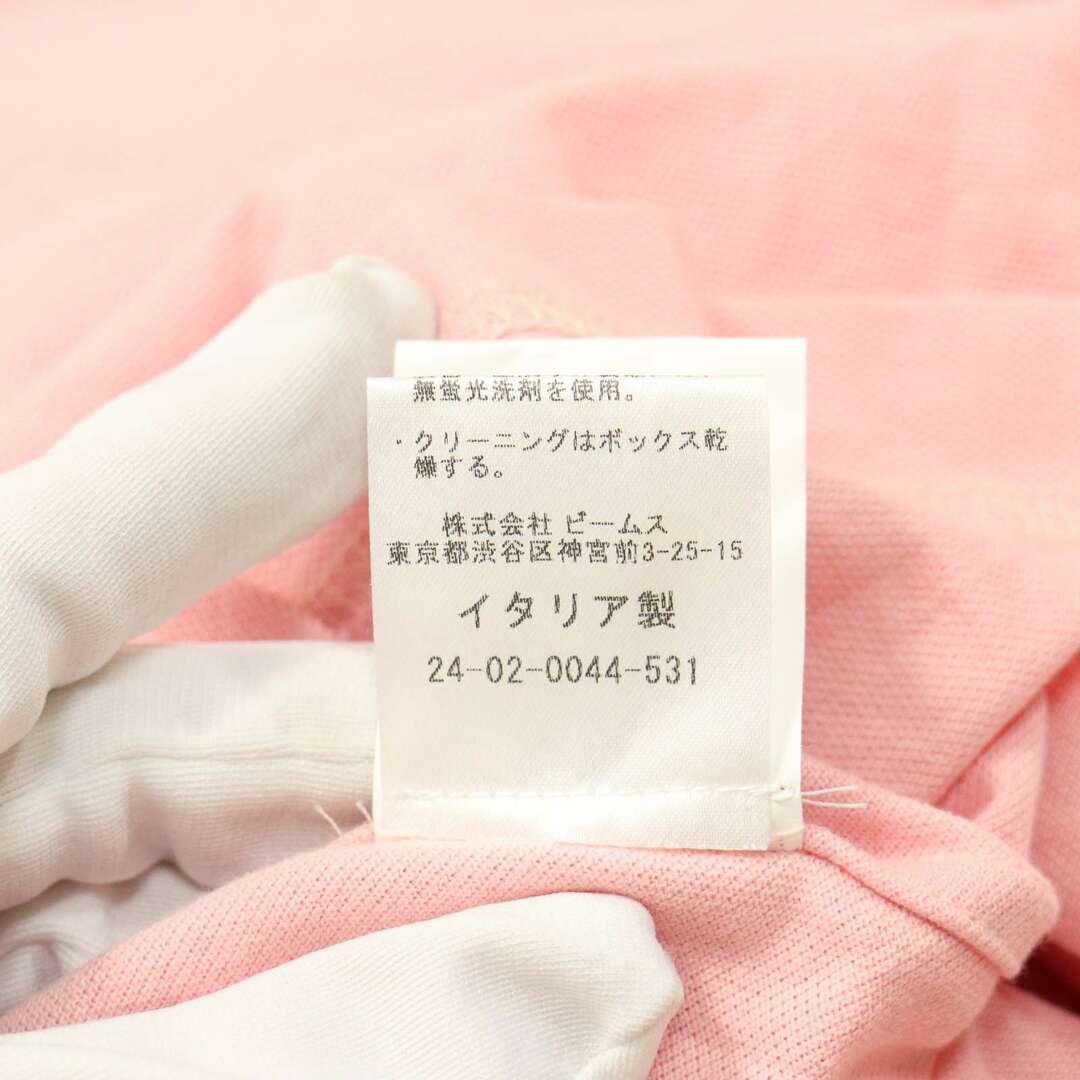 無蛍光洗剤を使用。
・クリーニングはボックス乾
燥する。
株式会社 ビームス
東京都渋谷区神宮前3-25-15
イタリア製
24-02-0044-531